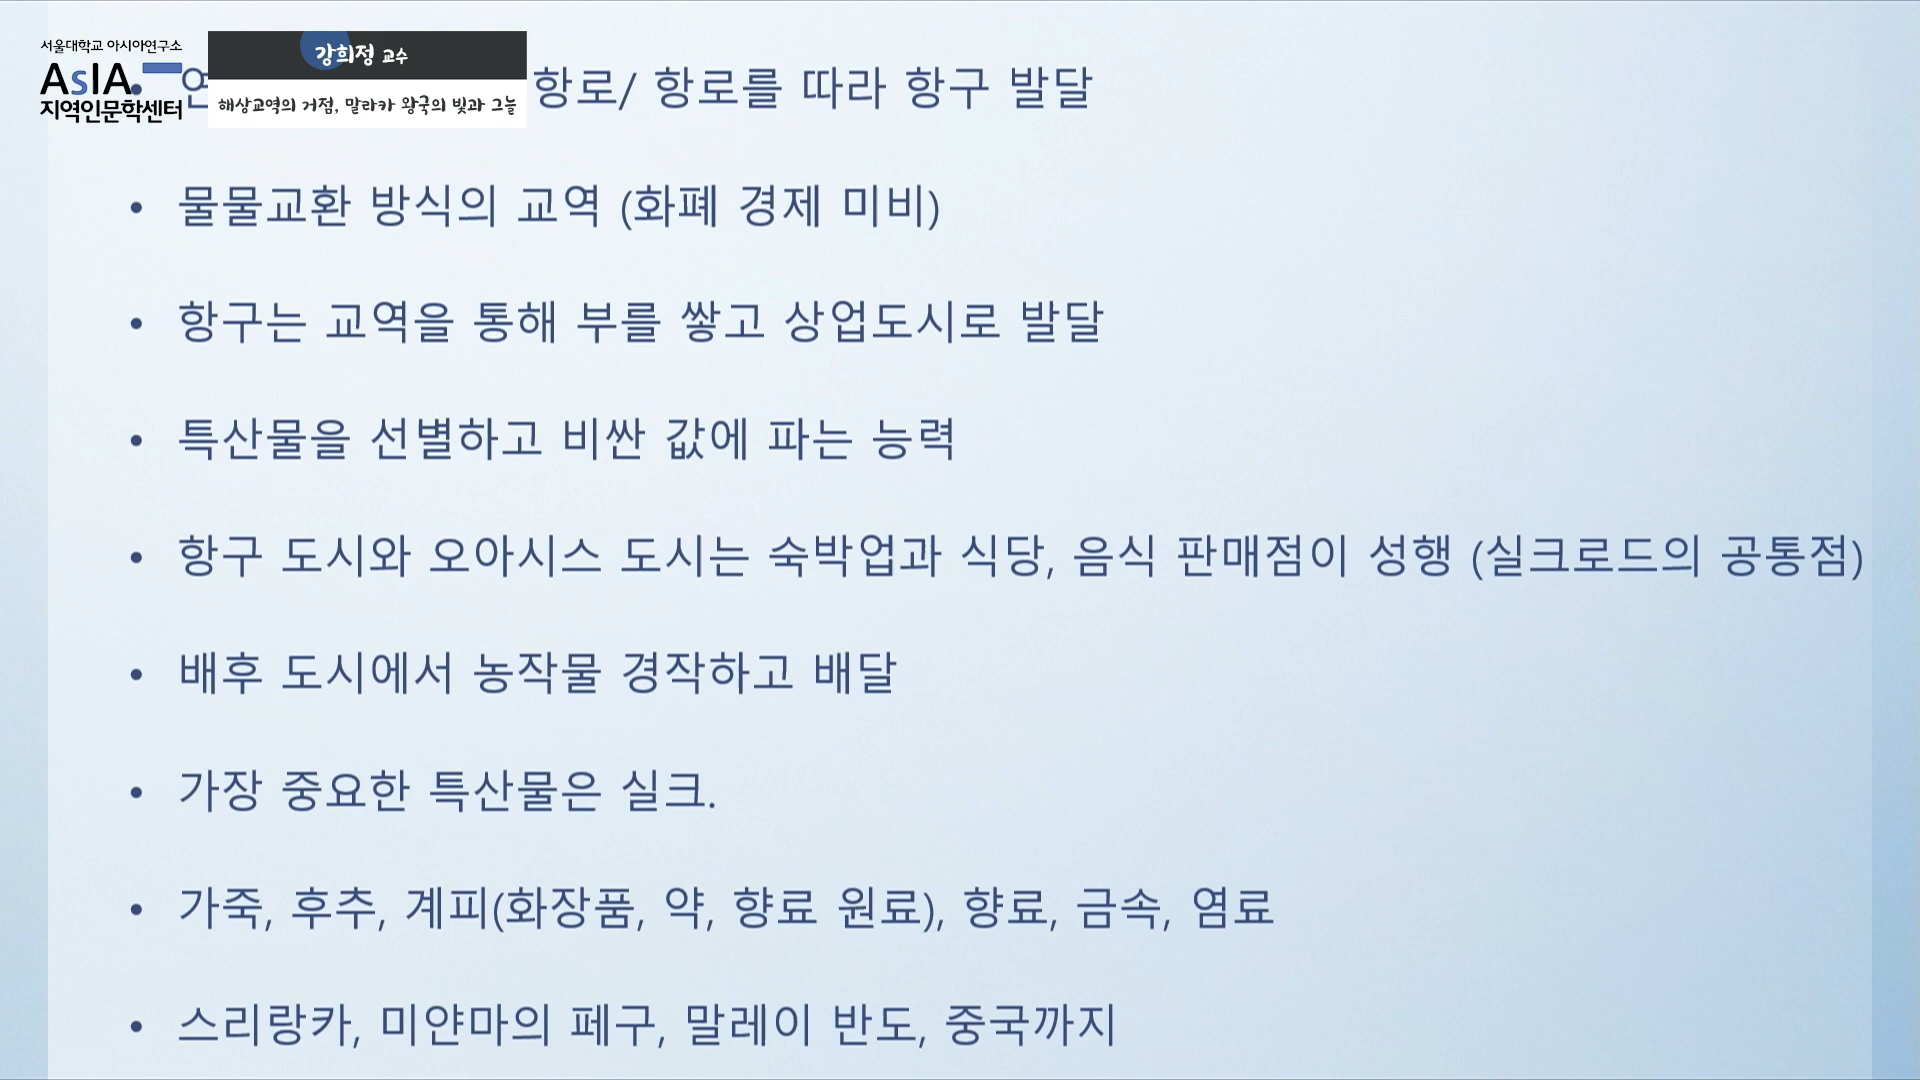 서울대학교 아시아연구소
AsIA
지역인문학센터
강희정 교수
해상교역의 거점, 말라카 왕국의 빛과 그늘
항로/ 항로를 따라 항구 발달
• 물물교환 방식의 교역 (화폐 경제 미비)
• 항구는 교역을 통해 부를 쌓고 상업도시로 발달
• 특산물을 선별하고 비싼 값에 파는 능력
• 항구 도시와 오아시스 도시는 숙박업과 식당, 음식 판매점이 성행 (실크로드의 공통점)
• 배후 도시에서 농작물 경작하고 배달
• 가장 중요한 특산물은 실크.
• 가죽, 후추, 계피(화장품, 약, 향료 원료), 향료, 금속, 염료
• 스리랑카, 미얀마의 페구, 말레이 반도, 중국까지